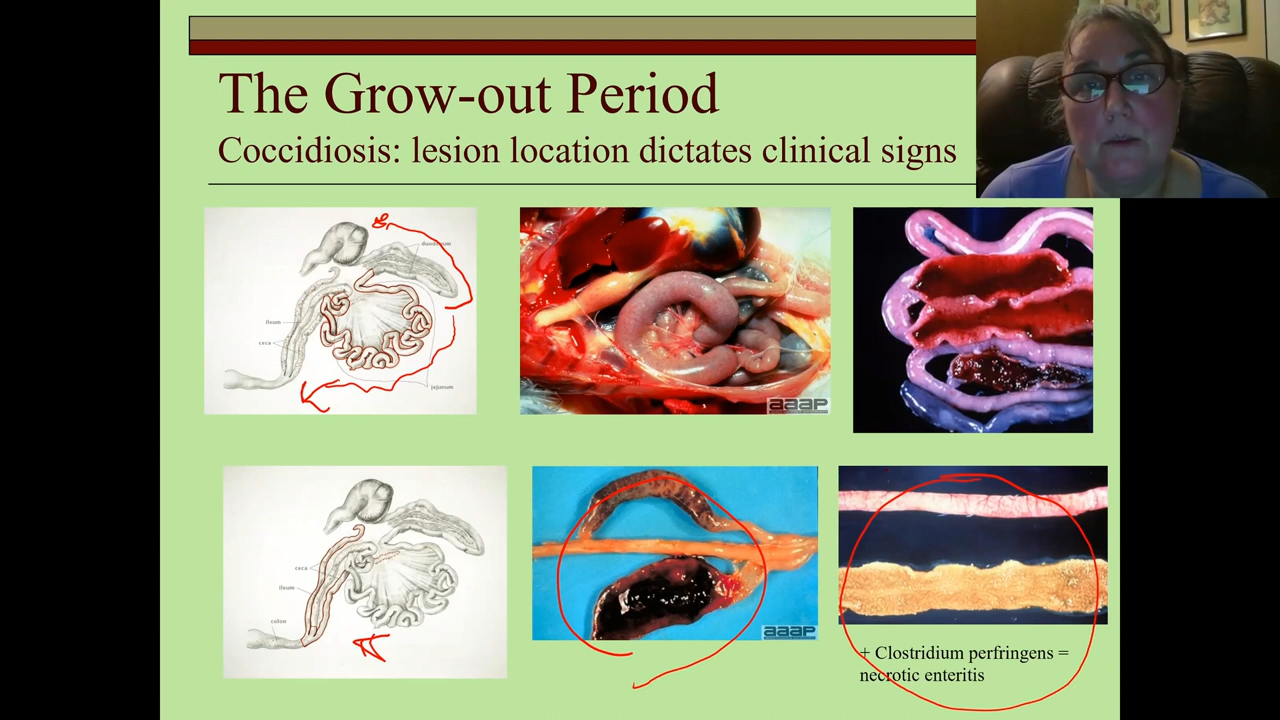 The Grow-out Period
Coccidiosis: lesion location dictates clinical signs
duodenum
ileum
ceca
jejunum
aaap
ceca
ileum
colon
aaap
+ Clostridium perfringens =
necrotic enteritis